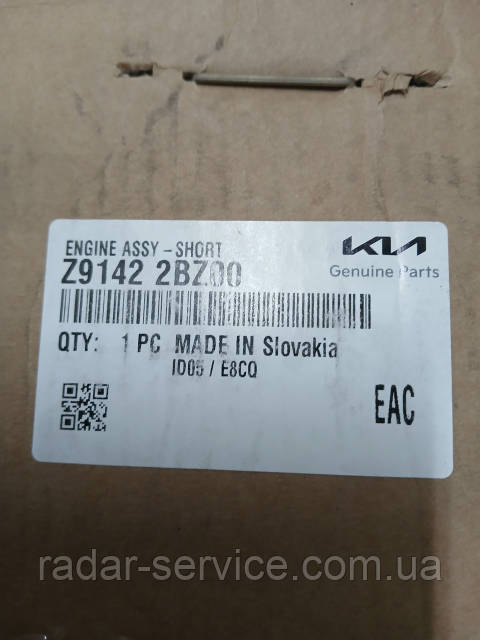 ENGINE ASSY - SHORT
KIA
Z9142 2BZ00
Genuine Parts
QTY: 1 PC MADE IN Slovakia
ID05 / E8CQ
EAC
radar-service.com.ua